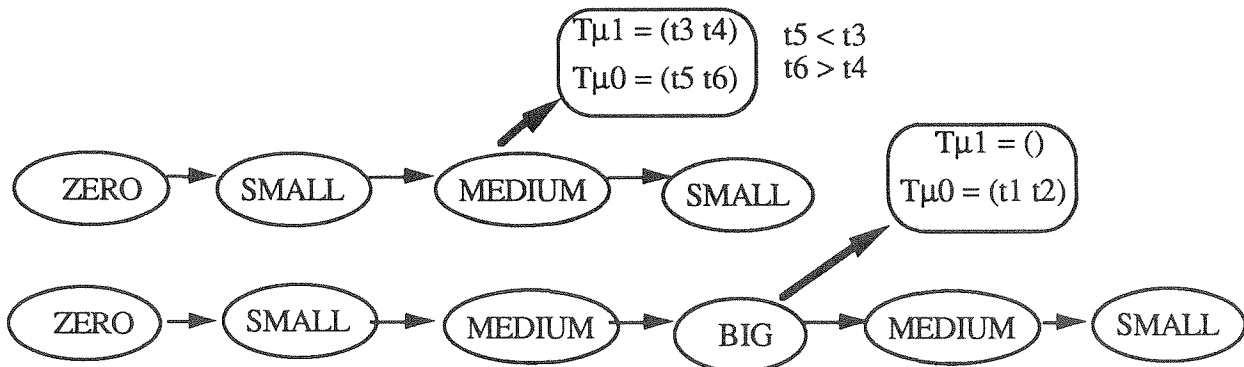 Tμ1 = (t3 t4)
t5 < t3
Tμ0 = (t5 t6)
t6 > t4
Tμ1 = ()
Tμ0 = (t1 t2)
ZERO SMALL MEDIUM SMALL
ZERO SMALL MEDIUM BIG MEDIUM SMALL